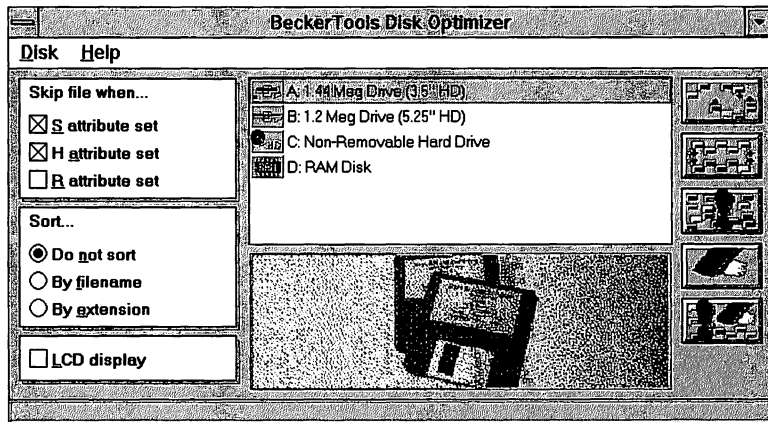 BeckerTools Disk Optimizer
Disk Help
Skip file when...
S attribute set
H attribute set
R attribute set
Sort...
Do not sort
By filename
By extension
LCD display
A: 1.44 Meg Drive (3.5" HD)
B: 1.2 Meg Drive (5.25" HD)
C: Non-Removable Hard Drive
D: RAM Disk